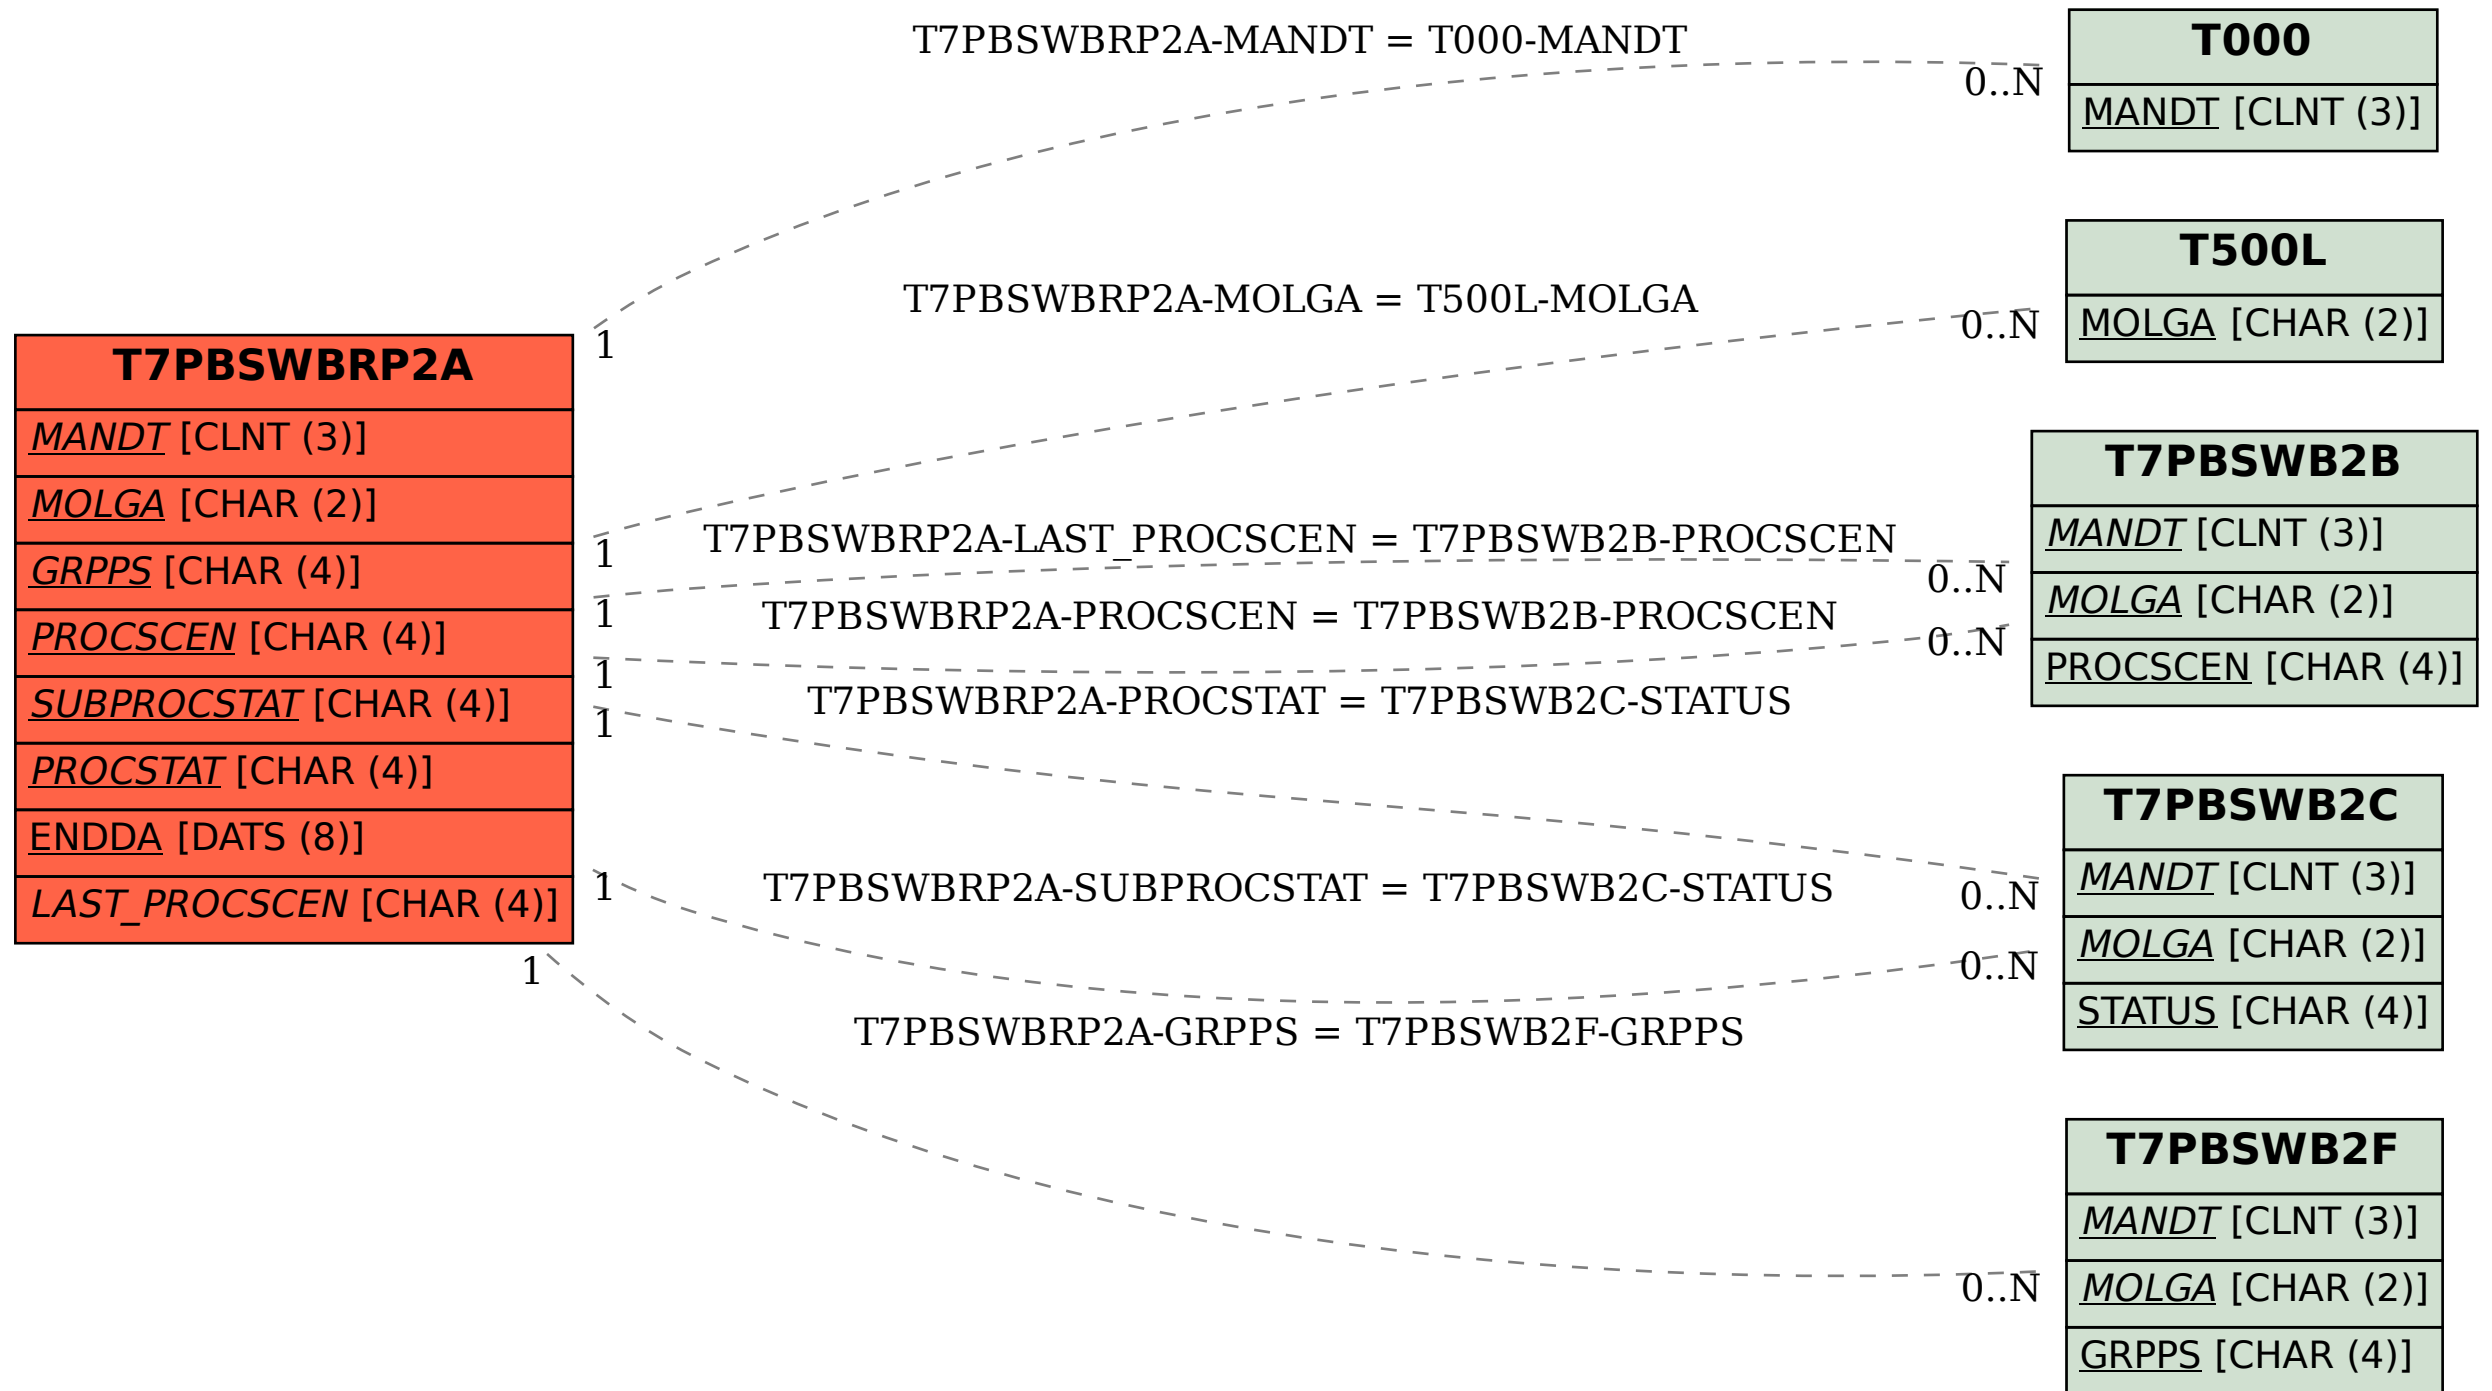 T7PBSWBRP2A
MANDT [CLNT (3)]
MOLGA [CHAR (2)]
GRPPS [CHAR (4)]
PROCSCEN [CHAR (4)]
SUBPROCSTAT [CHAR (4)]
PROCSTAT [CHAR (4)]
ENDDA [DATS (8)]
LAST_PROCSCEN [CHAR (4)]
T7PBSWBRP2A-MANDT = T000-MANDT
1
0..N
T7PBSWBRP2A-MOLGA = T500L-MOLGA
1
0..N
T7PBSWBRP2A-LAST_PROCSCEN = T7PBSWB2B-PROCSCEN
1
0..N
T7PBSWBRP2A-PROCSCEN = T7PBSWB2B-PROCSCEN
1
0..N
T7PBSWBRP2A-PROCSTAT = T7PBSWB2C-STATUS
1
0..N
T7PBSWBRP2A-SUBPROCSTAT = T7PBSWB2C-STATUS
1
0..N
T7PBSWBRP2A-GRPPS = T7PBSWB2F-GRPPS
1
0..N
T000
MANDT [CLNT (3)]
T500L
MOLGA [CHAR (2)]
T7PBSWB2B
MANDT [CLNT (3)]
MOLGA [CHAR (2)]
PROCSCEN [CHAR (4)]
T7PBSWB2C
MANDT [CLNT (3)]
MOLGA [CHAR (2)]
STATUS [CHAR (4)]
T7PBSWB2F
MANDT [CLNT (3)]
MOLGA [CHAR (2)]
GRPPS [CHAR (4)]